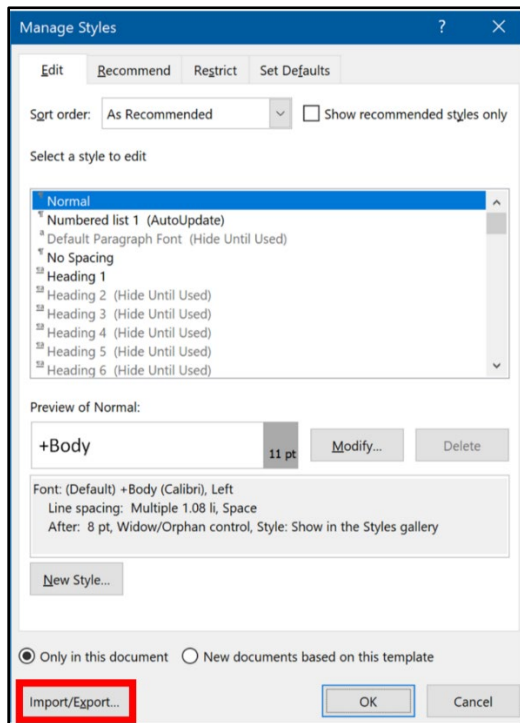 Manage Styles ? ×
Edit Recommend Restrict Set Defaults
Sort order: As Recommended Show recommended styles only
Select a style to edit
¶ Normal
¶ Numbered list 1 (AutoUpdate)
a Default Paragraph Font (Hide Until Used)
¶ No Spacing
¶a Heading 1
¶a Heading 2 (Hide Until Used)
¶a Heading 3 (Hide Until Used)
¶a Heading 4 (Hide Until Used)
¶a Heading 5 (Hide Until Used)
¶a Heading 6 (Hide Until Used)
Preview of Normal:
+Body 11 pt Modify... Delete
Font: (Default) +Body (Calibri), Left
Line spacing: Multiple 1.08 li, Space
After: 8 pt, Widow/Orphan control, Style: Show in the Styles gallery
New Style...
Only in this document New documents based on this template
Import/Export... OK Cancel